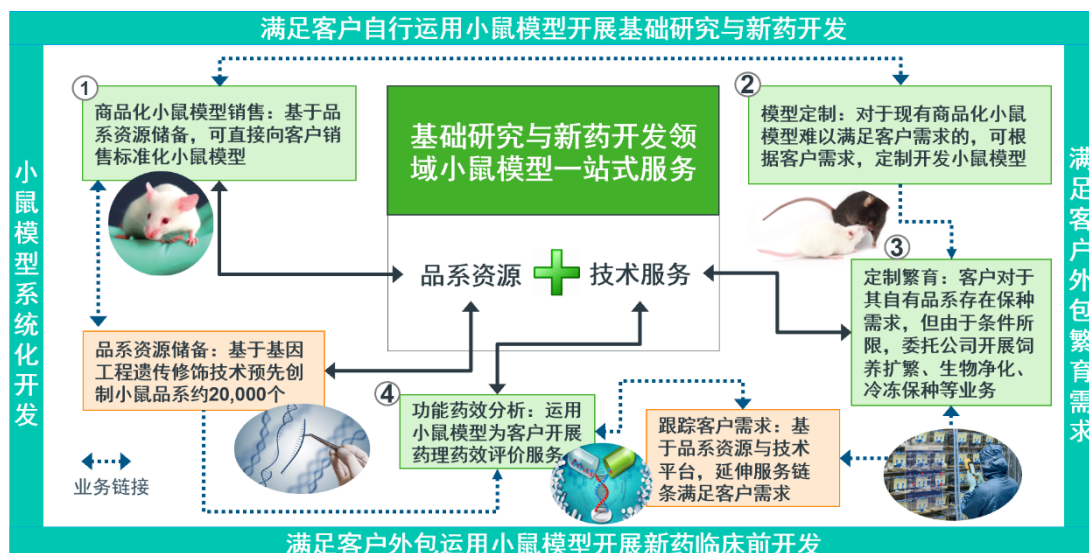 满足客户自行运用小鼠模型开展基础研究与新药开发
①
商品化小鼠模型销售：基于品
系资源储备，可直接向客户销
售标准化小鼠模型
②
模型定制：对于现有商品化小鼠
模型难以满足客户需求的，可根
据客户需求，定制开发小鼠模型
基础研究与新药开发领
域小鼠模型一站式服务
小鼠模型系统化开发
满足客户外包繁育需求
品系资源
技术服务
③
定制繁育：客户对于
其自有品系存在保种
需求，但由于条件所
限，委托公司开展饲
养扩繁、生物净化、
冷冻保种等业务
品系资源储备：基于基因
工程遗传修饰技术预先创
制小鼠品系约20,000个
④
功能药效分析：运用
小鼠模型为客户开展
药理药效评价服务
跟踪客户需求：基
于品系资源与技术
平台，延伸服务链
条满足客户需求
业务链接
满足客户外包运用小鼠模型开展新药临床前开发